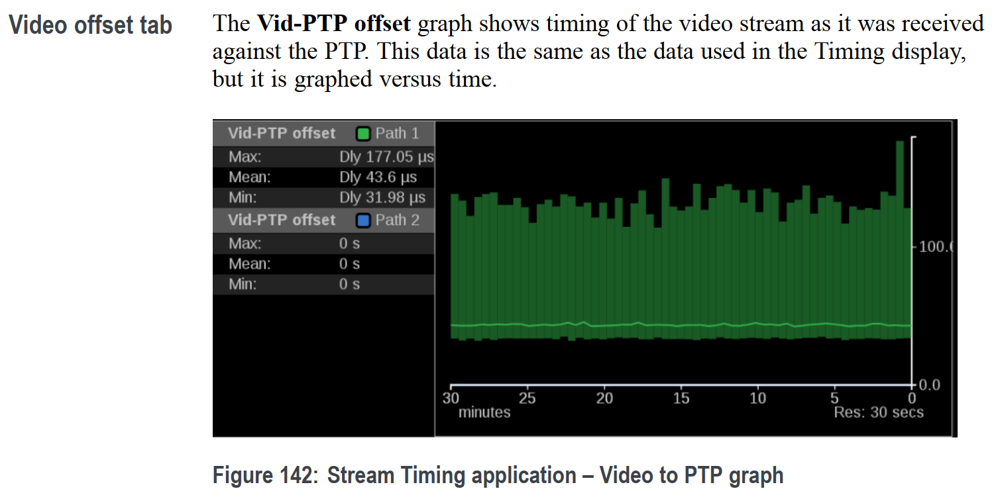 Video offset tab
The Vid-PTP offset graph shows timing of the video stream as it was received
against the PTP. This data is the same as the data used in the Timing display,
but it is graphed versus time.
Vid-PTP offset Path 1
Max: Dly 177.05 µs
Mean: Dly 43.6 µs
Min: Dly 31.98 µs
Vid-PTP offset Path 2
Max: 0 s
Mean: 0 s
Min: 0 s
100.0
0.0
30 25 20 15 10 5 0
minutes Res: 30 secs
Figure 142: Stream Timing application – Video to PTP graph